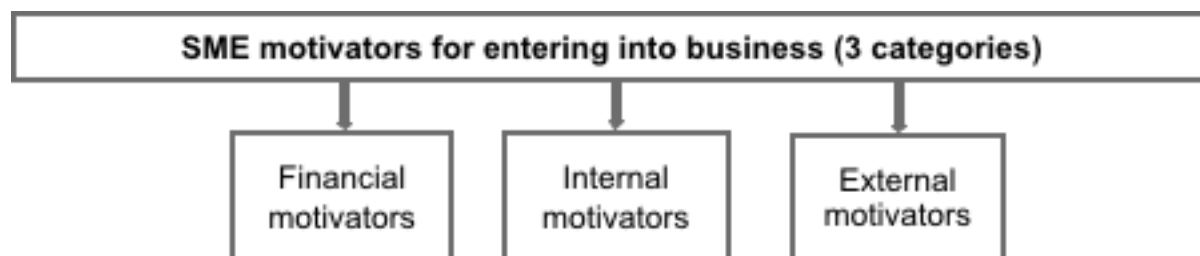 SME motivators for entering into business (3 categories)
Financial
motivators
Internal
motivators
External
motivators